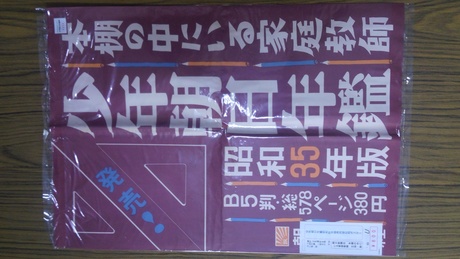 本棚の中にいる家庭教師
少年朝日年鑑
昭和35年版
発売!!
B5判・総578ページ 380円